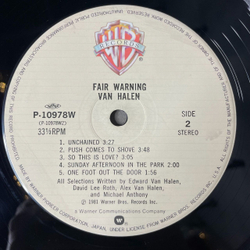 WB
RECORDS
FAIR WARNING
VAN HALEN
P-10978W
(P-10978W2)
33⅓RPM
SIDE
2
STEREO
1. UNCHAINED 3:27
2. PUSH COMES TO SHOVE 3:48
3. SO THIS IS LOVE? 3:05
4. SUNDAY AFTERNOON IN THE PARK 2:00
5. ONE FOOT OUT THE DOOR 1:56
All Selections Written by Edward Van Halen,
David Lee Roth, Alex Van Halen,
and Michael Anthony
℗ 1981 Warner Bros. Records Inc.
a Warner Communications Company